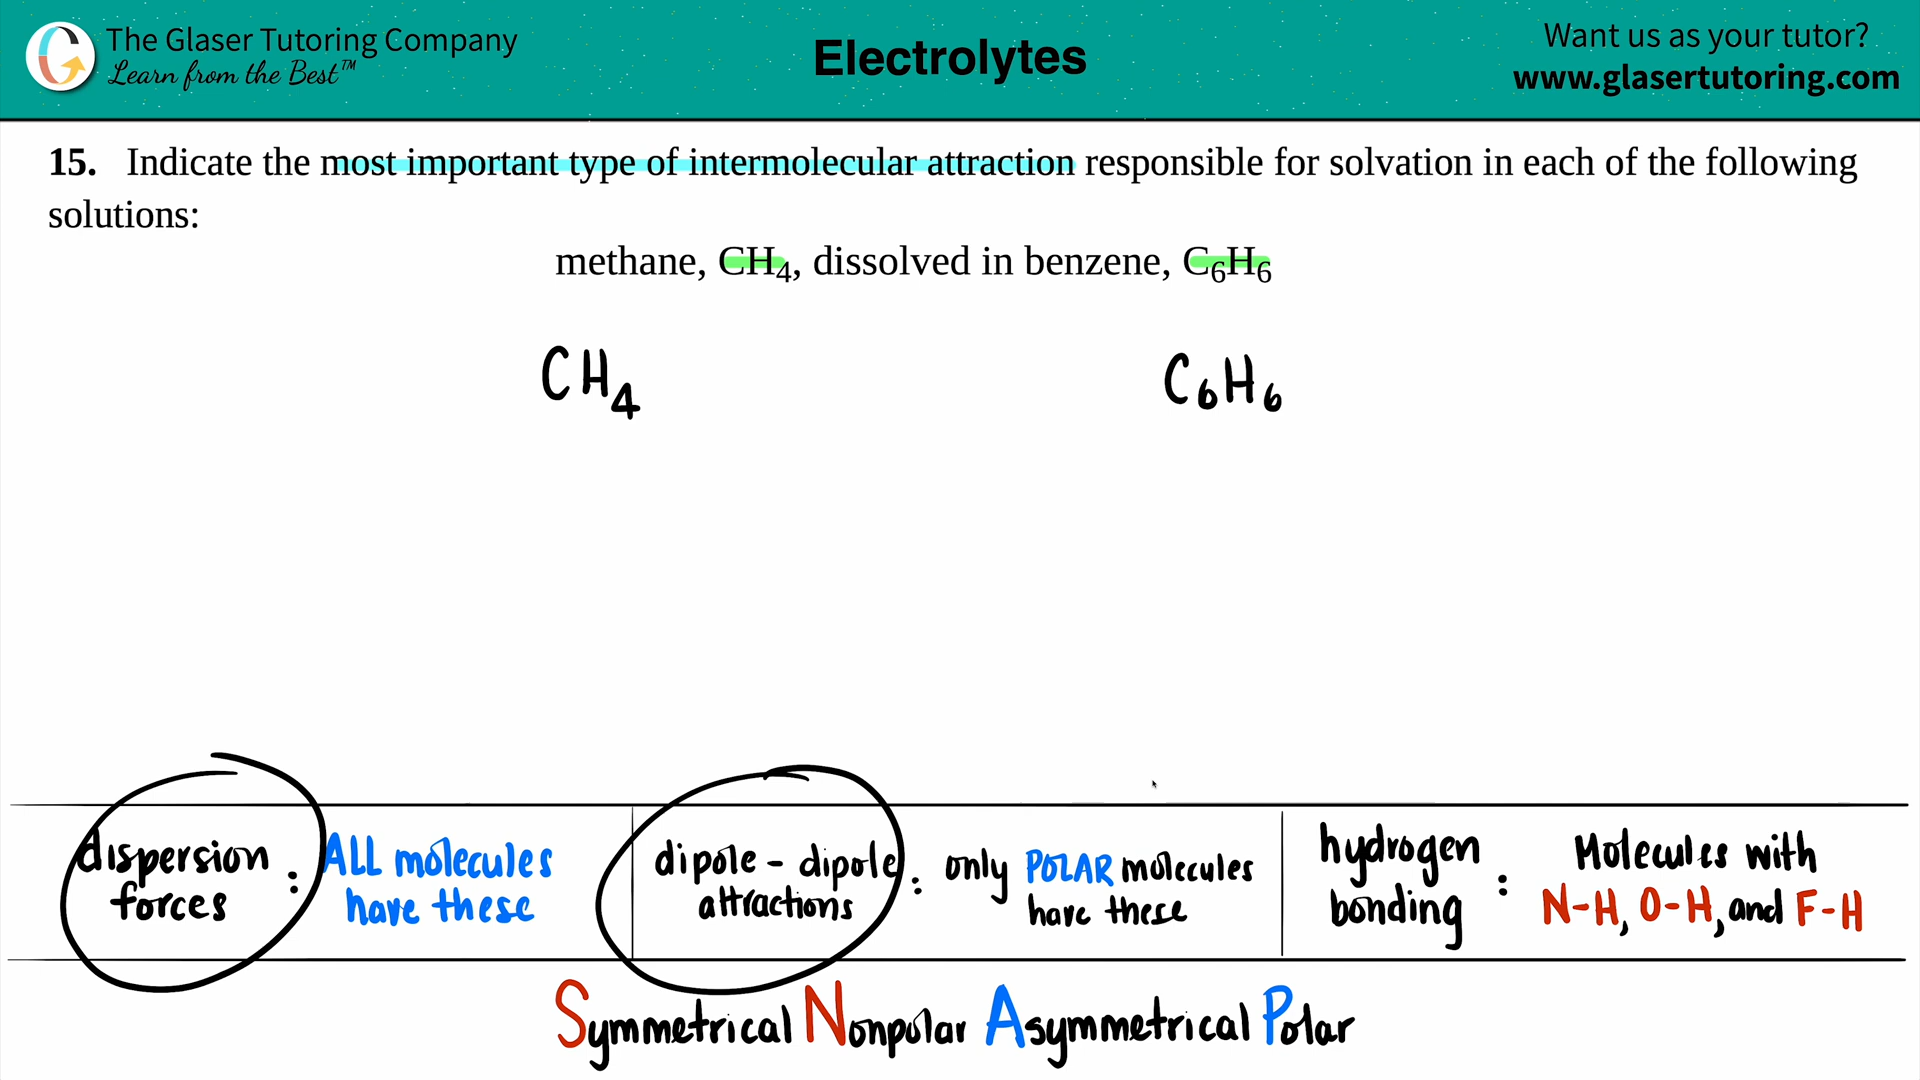 The Glaser Tutoring Company
Learn from the Best™
Electrolytes
Want us as your tutor?
www.glasertutoring.com
15. Indicate the most important type of intermolecular attraction responsible for solvation in each of the following
solutions:
methane, CH₄, dissolved in benzene, C₆H₆
CH₄
C₆H₆
dispersion
forces
:
ALL molecules
have these
dipole - dipole
attractions
:
only POLAR molecules
have these
hydrogen
bonding
:
Molecules with
N-H, O-H, and F-H
Symmetrical Nonpolar Asymmetrical Polar